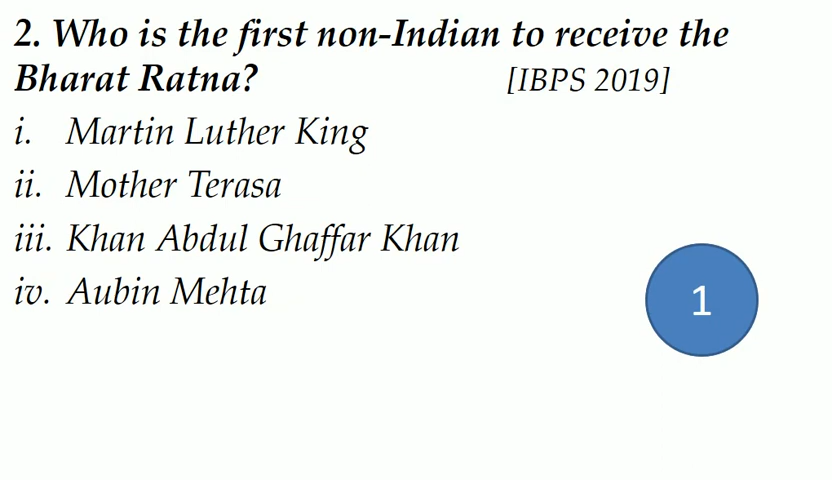 2. Who is the first non-Indian to receive the
Bharat Ratna? [IBPS 2019]
i. Martin Luther King
ii. Mother Terasa
iii. Khan Abdul Ghaffar Khan
iv. Aubin Mehta
1